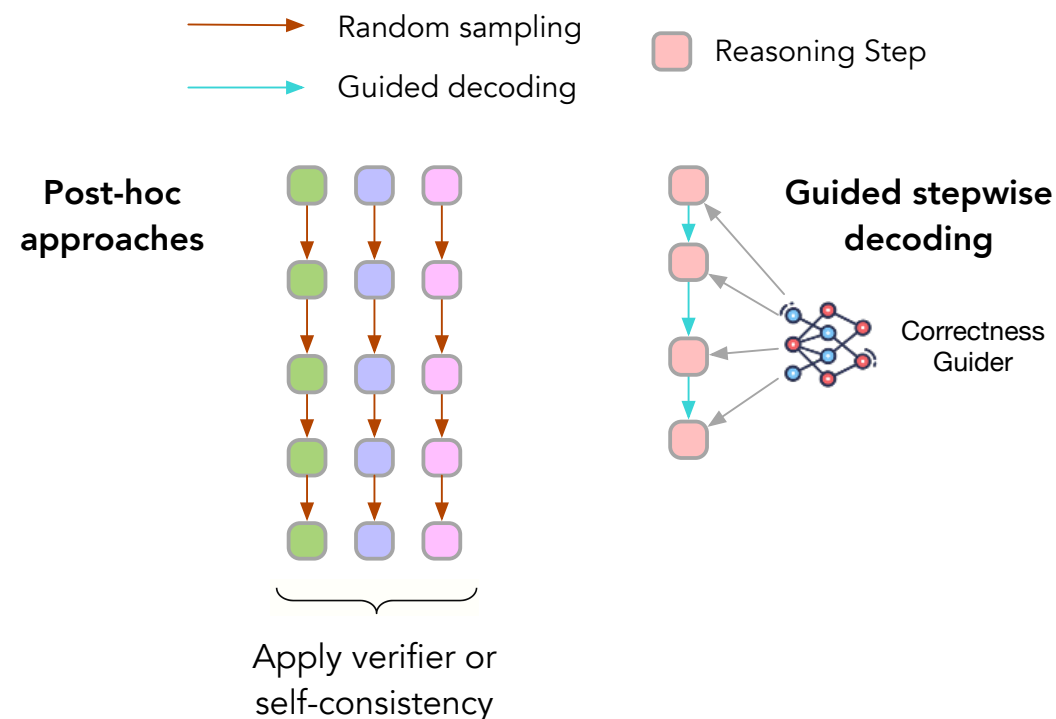 Random sampling
Guided decoding
Reasoning Step
Post-hoc
approaches
Guided stepwise
decoding
Correctness
Guider
Apply verifier or
self-consistency